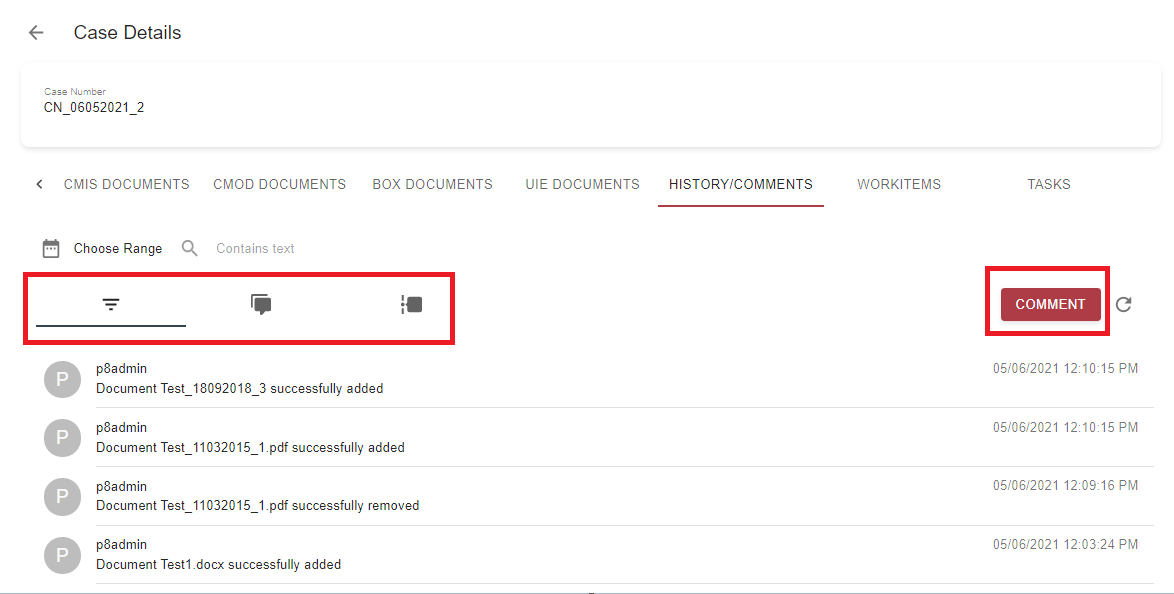 Case Details
Case Number
CN_06052021_2
CMIS DOCUMENTS CMOD DOCUMENTS BOX DOCUMENTS UIE DOCUMENTS HISTORY/COMMENTS WORKITEMS TASKS
Choose Range Contains text
COMMENT
P p8admin 05/06/2021 12:10:15 PM
Document Test_18092018_3 successfully added
P p8admin 05/06/2021 12:10:15 PM
Document Test_11032015_1.pdf successfully added
P p8admin 05/06/2021 12:09:16 PM
Document Test_11032015_1.pdf successfully removed
P p8admin 05/06/2021 12:03:24 PM
Document Test1.docx successfully added